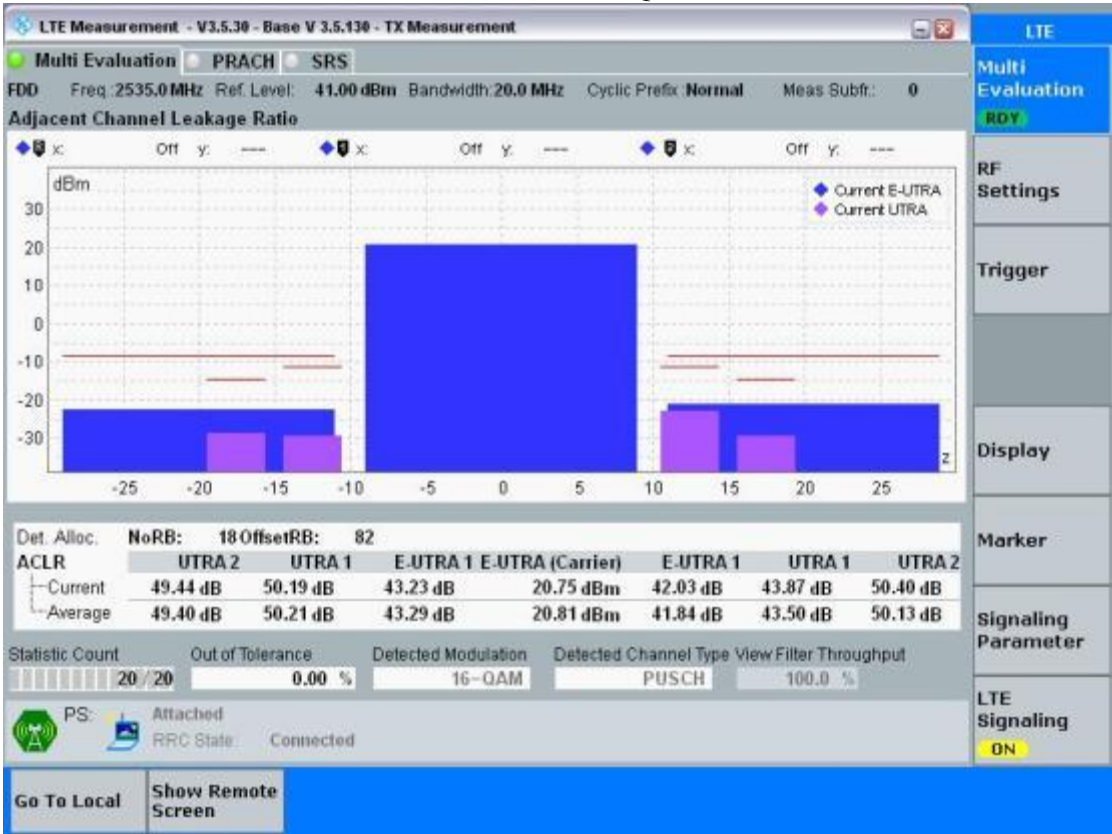 LTE Measurement - V3.5.30 - Base V 3.5.130 - TX Measurement
LTE
Multi Evaluation PRACH SRS
Multi
Evaluation
RDY
FDD Freq.:2535.0 MHz Ref. Level: 41.00 dBm Bandwidth:20.0 MHz Cyclic Prefix :Normal Meas Subfr.: 0
Adjacent Channel Leakage Ratio
x: Off y: --- x: Off y: --- x: Off y: ---
dBm
Current E-UTRA
Current UTRA
30
20
10
0
-10
-20
-30
z
-25 -20 -15 -10 -5 0 5 10 15 20 25
RF
Settings
Trigger
Display
Marker
Signaling
Parameter
LTE
Signaling
ON
Det. Alloc. NoRB: 18 OffsetRB: 82
ACLR UTRA 2 UTRA 1 E-UTRA 1 E-UTRA (Carrier) E-UTRA 1 UTRA 1 UTRA 2
Current 49.44 dB 50.19 dB 43.23 dB 20.75 dBm 42.03 dB 43.87 dB 50.40 dB
Average 49.40 dB 50.21 dB 43.29 dB 20.81 dBm 41.84 dB 43.50 dB 50.13 dB
Statistic Count Out of Tolerance Detected Modulation Detected Channel Type View Filter Throughput
20 / 20 0.00 % 16-QAM PUSCH 100.0 %
PS: Attached
RRC State: Connected
Go To Local
Show Remote
Screen